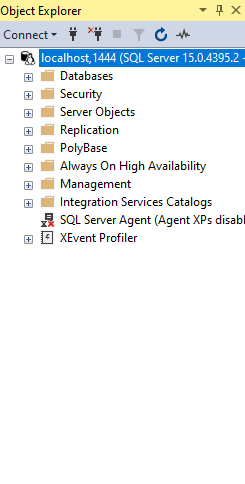 Object Explorer
Connect
localhost,1444 (SQL Server 15.0.4395.2 -
Databases
Security
Server Objects
Replication
PolyBase
Always On High Availability
Management
Integration Services Catalogs
SQL Server Agent (Agent XPs disabl
XEvent Profiler